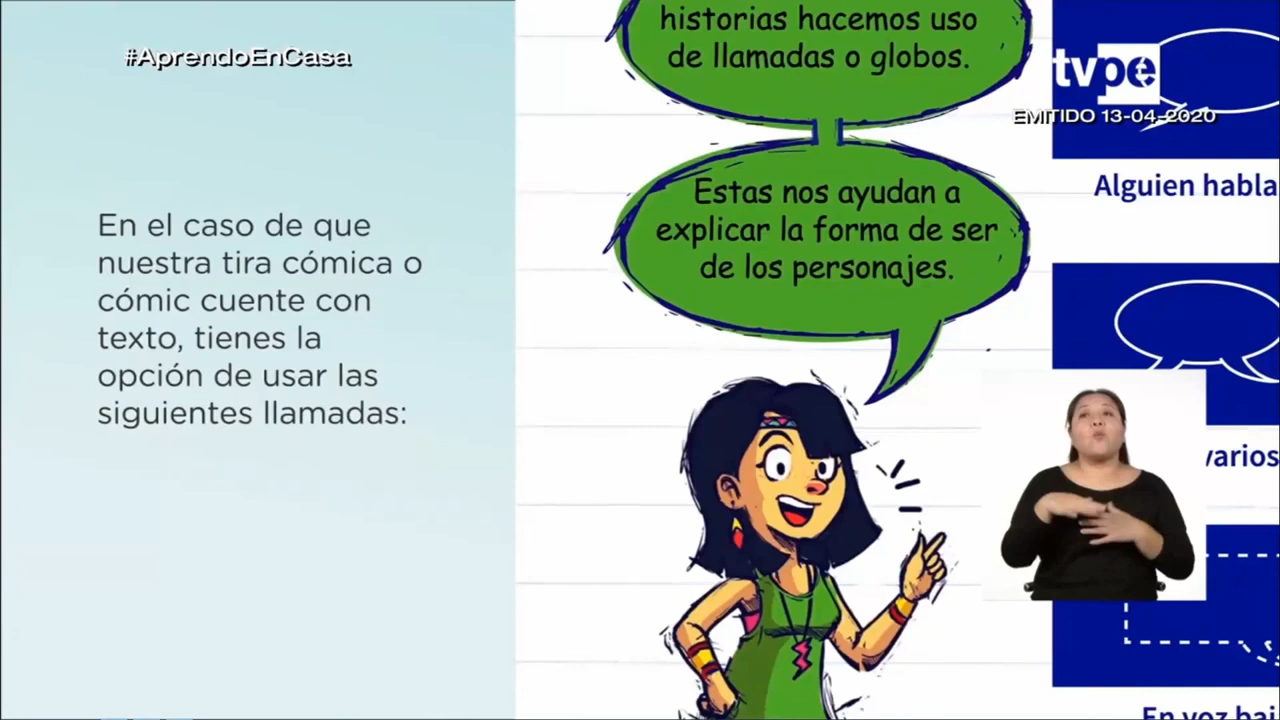 #AprendoEnCasa
En el caso de que
nuestra tira cómica o
cómic cuente con
texto, tienes la
opción de usar las
siguientes llamadas:
historias hacemos uso
de llamadas o globos.
Estas nos ayudan a
explicar la forma de ser
de los personajes.
tvpe
EMITIDO 13-04-2020
Alguien habla
varios
En voz